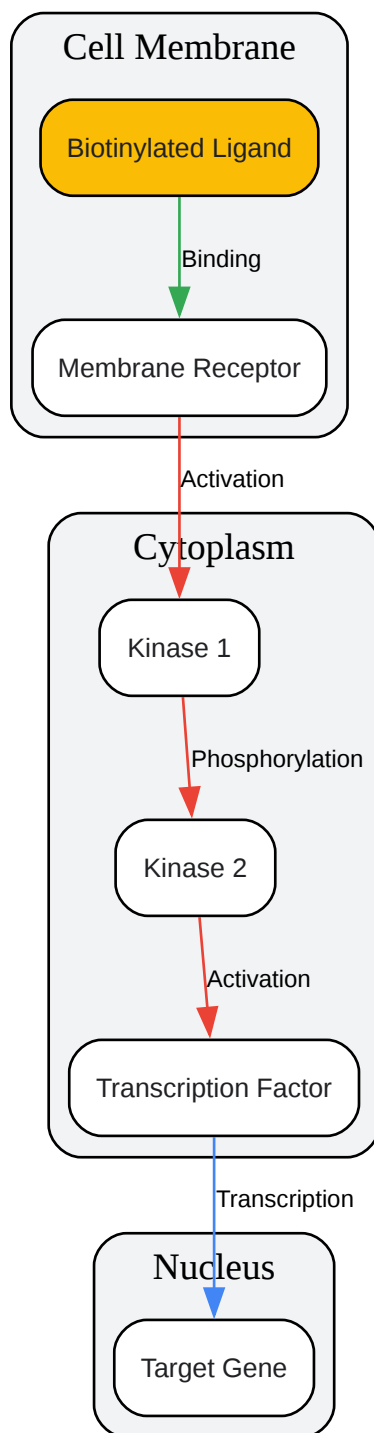 Cell Membrane
Biotinylated Ligand
Binding
Membrane Receptor
Activation
Cytoplasm
Kinase 1
Phosphorylation
Kinase 2
Activation
Transcription Factor
Transcription
Nucleus
Target Gene